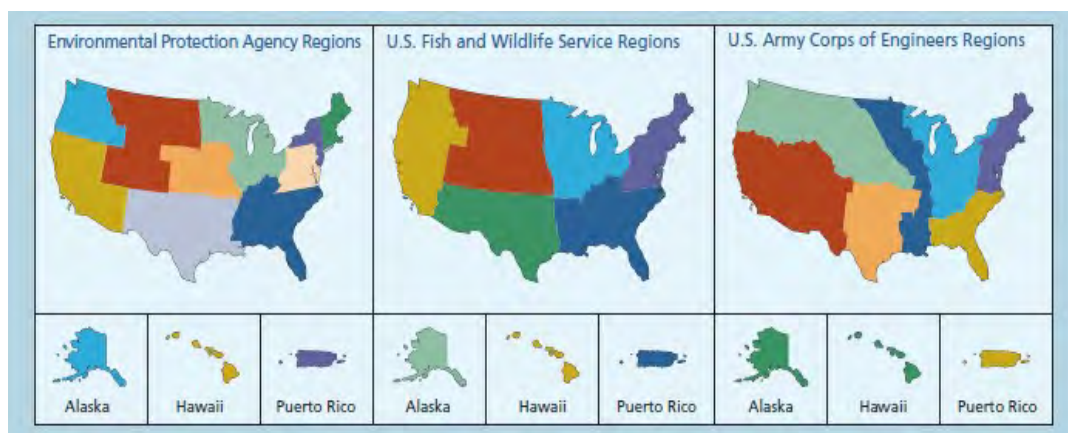 Environmental Protection Agency Regions
U.S. Fish and Wildlife Service Regions
U.S. Army Corps of Engineers Regions
Alaska
Hawaii
Puerto Rico
Alaska
Hawaii
Puerto Rico
Alaska
Hawaii
Puerto Rico